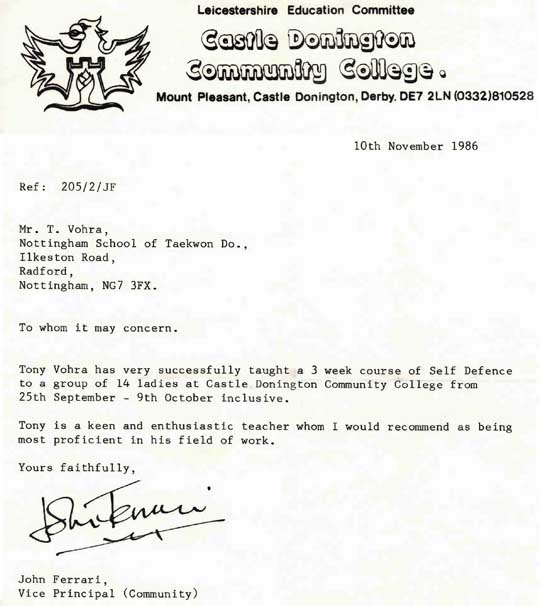 Leicestershire Education Committee
Castle Donington
Community College.
Mount Pleasant, Castle Donington, Derby. DE7 2LN (0332)810528
10th November 1986
Ref: 205/2/JF
Mr. T. Vohra,
Nottingham School of Taekwon Do.,
Ilkeston Road,
Radford,
Nottingham, NG7 3FX.
To whom it may concern.
Tony Vohra has very successfully taught a 3 week course of Self Defence
to a group of 14 ladies at Castle Donington Community College from
25th September - 9th October inclusive.
Tony is a keen and enthusiastic teacher whom I would recommend as being
most proficient in his field of work.
Yours faithfully,
John Ferrari
John Ferrari,
Vice Principal (Community)